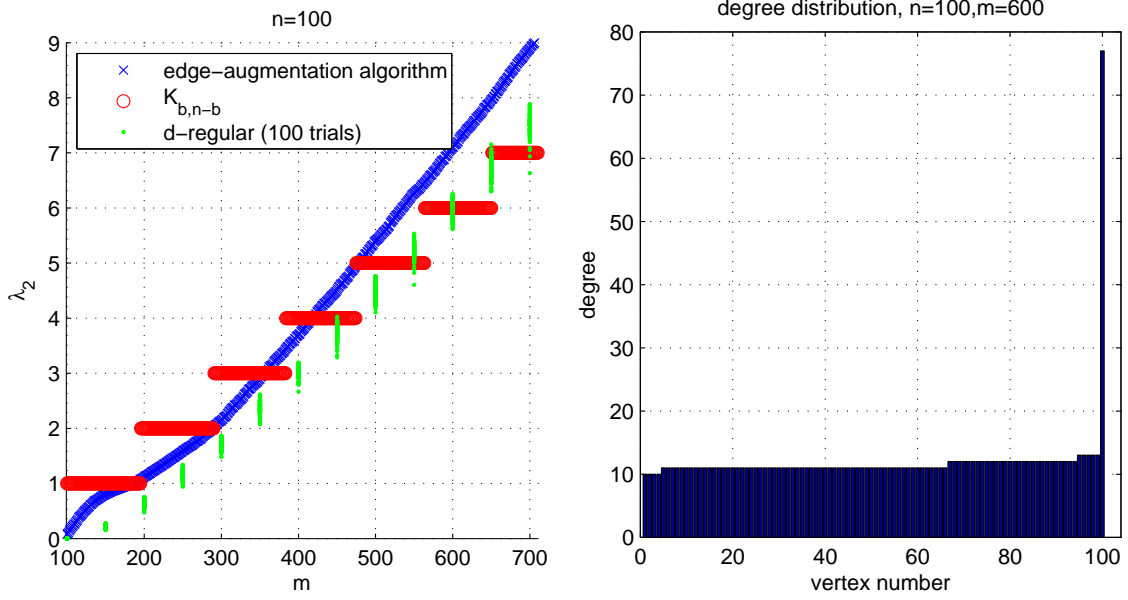 n=100
9
8
7
6
5
4
3
2
1
0
λ2
edge−augmentation algorithm
Kb,n−b
d−regular (100 trials)
100 200 300 400 500 600 700
m
degree distribution, n=100,m=600
80
70
60
50
40
30
20
10
0
degree
0 20 40 60 80 100
vertex number